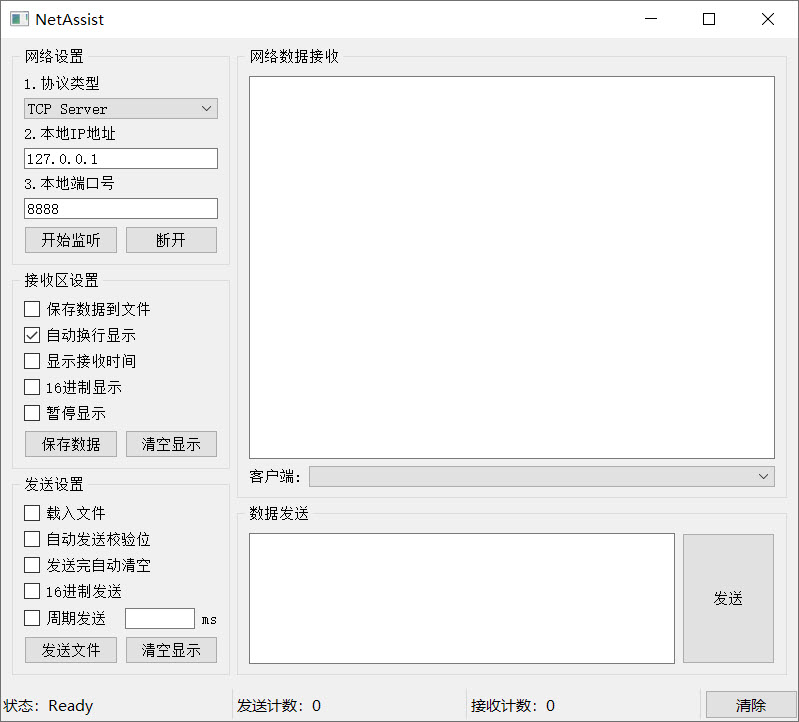 NetAssist
网络设置
1.协议类型
TCP Server
2.本地IP地址
127.0.0.1
3.本地端口号
8888
开始监听 断开
接收区设置
保存数据到文件
自动换行显示
显示接收时间
16进制显示
暂停显示
保存数据 清空显示
发送设置
载入文件
自动发送校验位
发送完自动清空
16进制发送
周期发送 ms
发送文件 清空显示
网络数据接收
客户端：
数据发送
发送
状态：Ready 发送计数：0 接收计数：0 清除